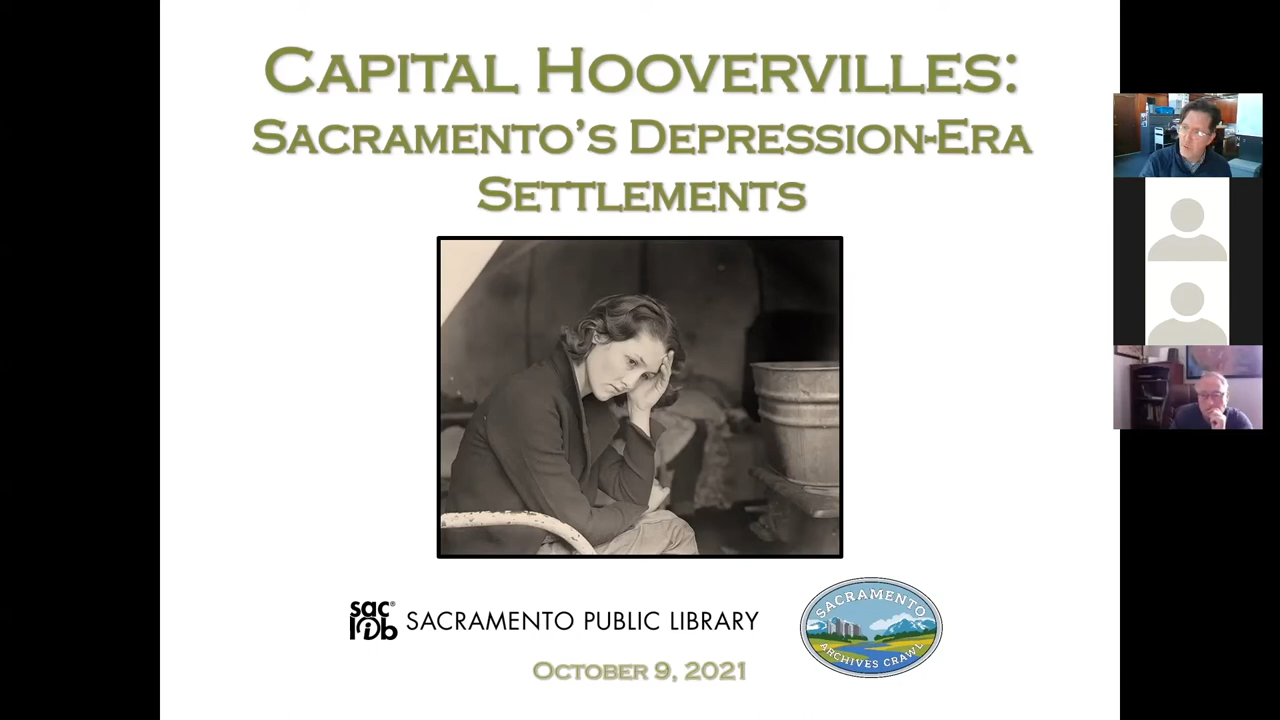 CAPITAL HOOVERVILLES:
SACRAMENTO'S DEPRESSION-ERA
SETTLEMENTS
sac
lib
SACRAMENTO PUBLIC LIBRARY
SACRAMENTO
ARCHIVES CRAWL
OCTOBER 9, 2021